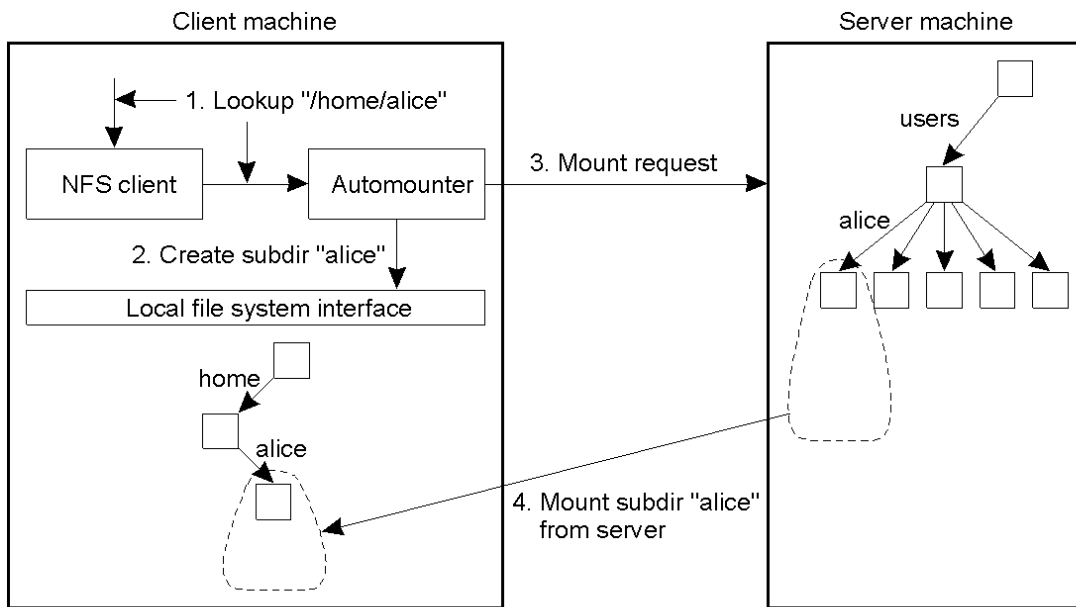 Client machine
Server machine
1. Lookup "/home/alice"
users
NFS client
Automounter
3. Mount request
alice
2. Create subdir "alice"
Local file system interface
home
alice
4. Mount subdir "alice"
from server